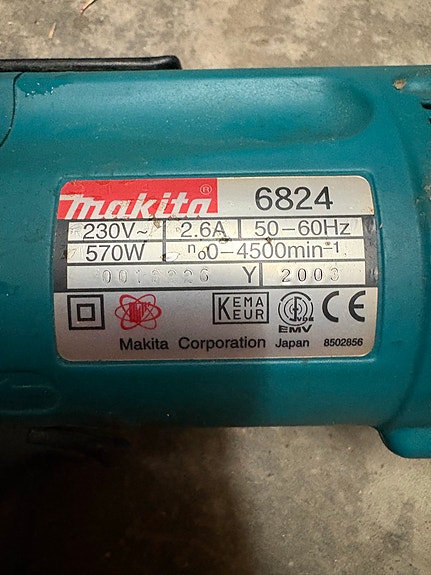 makita® 6824
230V~ 2.6A 50-60Hz
570W n₀0-4500min⁻¹
Y 2003
KEMA
KEUR
VDE
EMV
CE
Makita Corporation Japan 8502856